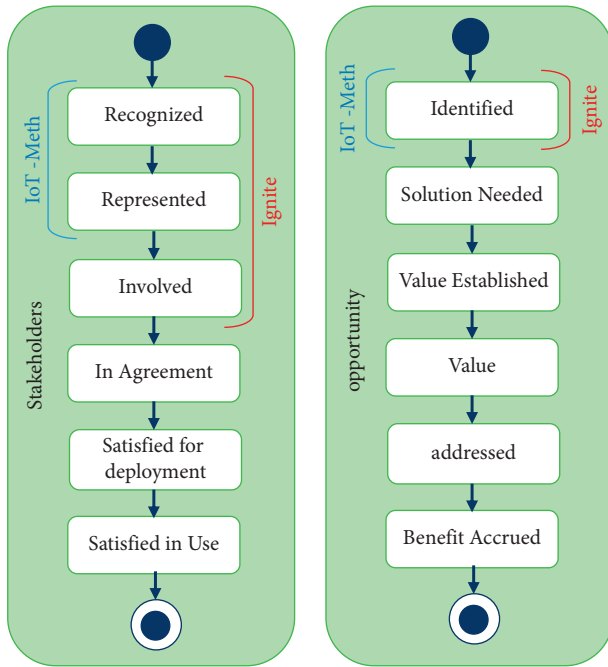 Recognized
Represented
Involved
In Agreement
Satisfied for
deployment
Satisfied in Use
IoT -Meth
Ignite
Stakeholders
Identified
Solution Needed
Value Established
Value
addressed
Benefit Accrued
IoT -Meth
Ignite
opportunity